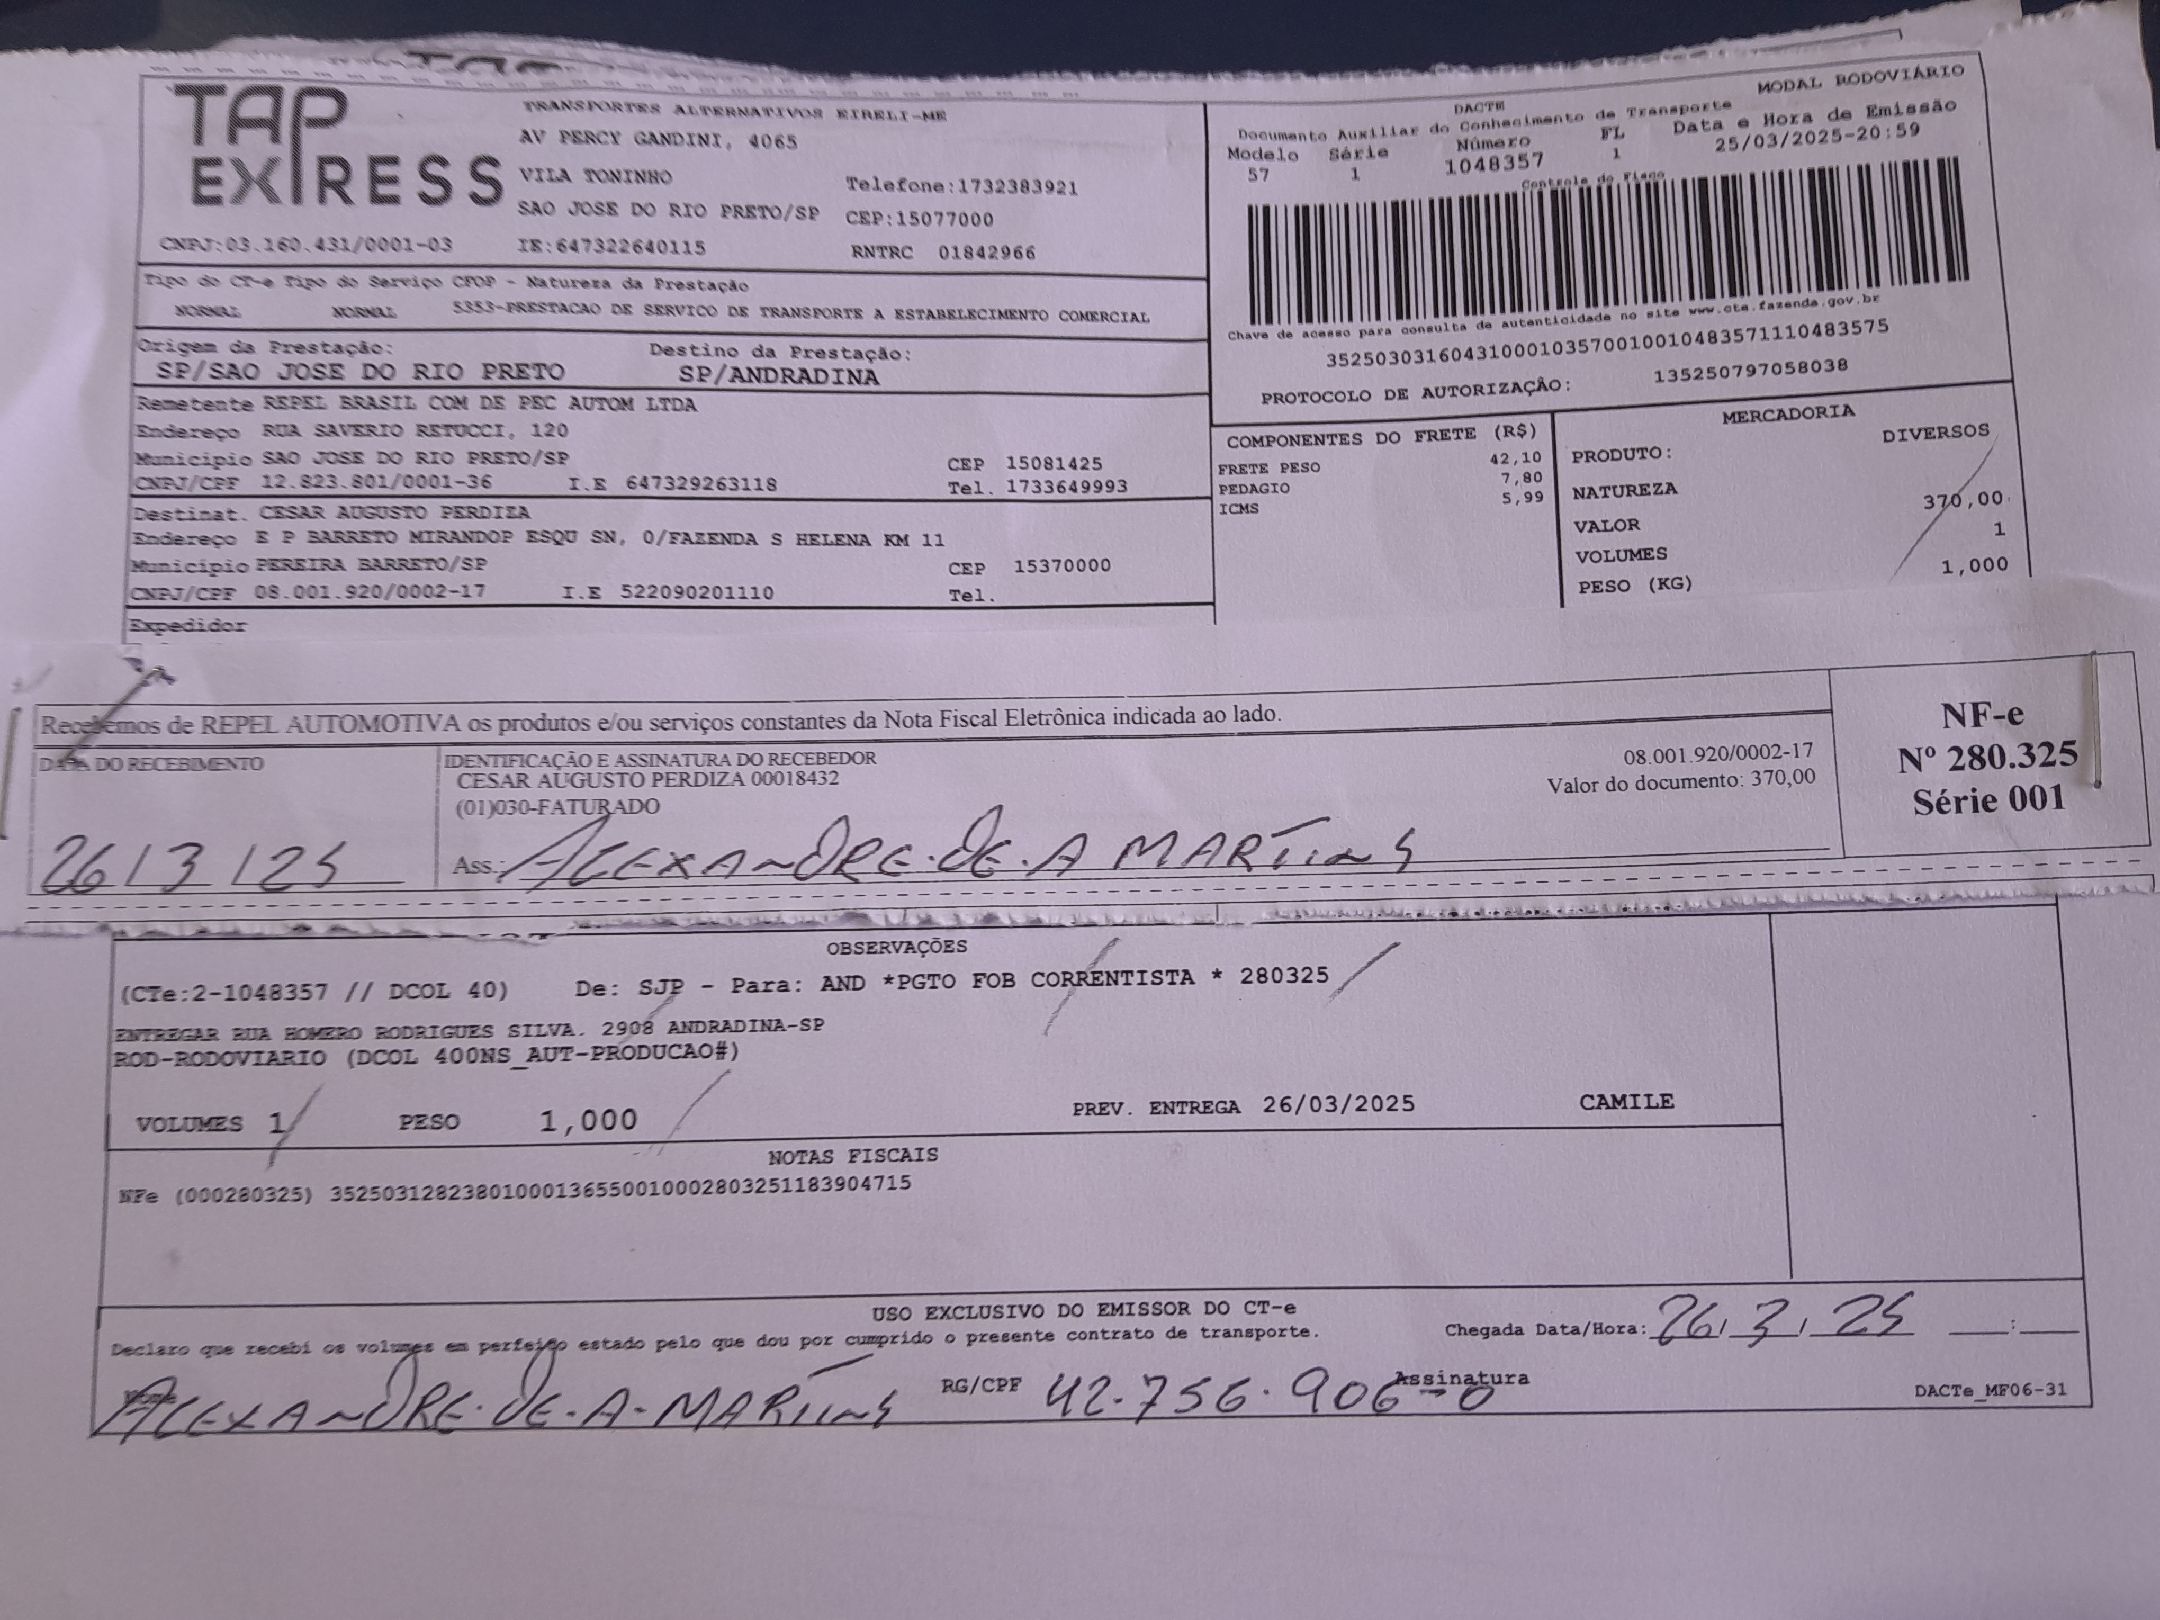 TAP EXPRESS
TRANSPORTES ALTERNATIVOS EIRELI-ME
AV PERCY GANDINI, 4065
VILA TONINHO
Telefone:1732383921
SAO JOSE DO RIO PRETO/SP CEP:15077000
CNPJ:03.160.431/0001-03 IE:647322640115 RNTRC 01842966
Tipo do CT-e Tipo do Serviço CFOP - Natureza da Prestação
NORMAL NORMAL 5353-PRESTACAO DE SERVICO DE TRANSPORTE A ESTABELECIMENTO COMERCIAL
Origem da Prestação: Destino da Prestação:
SP/SAO JOSE DO RIO PRETO SP/ANDRADINA
Remetente REPEL BRASIL COM DE PEC AUTOM LTDA
Endereço RUA SAVERIO RETUCCI, 120
Município SAO JOSE DO RIO PRETO/SP CEP 15081425
CNPJ/CPF 12.823.801/0001-36 I.E 647329263118 Tel. 1733649993
Destinat. CESAR AUGUSTO PERDIZA
Endereço E P BARRETO MIRANDOP ESQU SN, 0/FAZENDA S HELENA KM 11
Município PEREIRA BARRETO/SP CEP 15370000
CNPJ/CPF 08.001.920/0002-17 I.E 522090201110 Tel.
Expedidor
MODAL RODOVIÁRIO
DACTE
Documento Auxiliar do Conhecimento de Transporte
Modelo Série Número FL Data e Hora de Emissão
57 1 1048357 1 25/03/2025-20:59
Controle do Fisco
Chave de acesso para consulta de autenticidade no site www.cte.fazenda.gov.br
35250303160431000103570010010483571110483575
PROTOCOLO DE AUTORIZAÇÃO: 135250797058038
COMPONENTES DO FRETE (R$)
FRETE PESO 42,10
PEDAGIO 7,80
ICMS 5,99
MERCADORIA
PRODUTO: DIVERSOS
NATUREZA
VALOR 370,00
VOLUMES 1
PESO (KG) 1,000
Recebemos de REPEL AUTOMOTIVA os produtos e/ou serviços constantes da Nota Fiscal Eletrônica indicada ao lado.
DATA DO RECEBIMENTO
26/3/25
IDENTIFICAÇÃO E ASSINATURA DO RECEBEDOR
CESAR AUGUSTO PERDIZA 00018432
(01)030-FATURADO
08.001.920/0002-17
Valor do documento: 370,00
Ass.: ALEXANDRE.DE.A MARTINS
NF-e
Nº 280.325
Série 001
OBSERVAÇÕES
(CTe:2-1048357 // DCOL 40) De: SJP - Para: AND *PGTO FOB CORRENTISTA * 280325
ENTREGAR RUA HOMERO RODRIGUES SILVA. 2908 ANDRADINA-SP
ROD-RODOVIARIO (DCOL 400NS_AUT-PRODUCAO#)
VOLUMES 1 PESO 1,000 PREV. ENTREGA 26/03/2025 CAMILE
NOTAS FISCAIS
NFe (000280325) 35250312823801000136550010002803251183904715
USO EXCLUSIVO DO EMISSOR DO CT-e
Declaro que recebi os volumes em perfeito estado pelo que dou por cumprido o presente contrato de transporte.
Chegada Data/Hora: 26/3/25 __:__
Nome ALEXANDRE.DE.A.MARTINS RG/CPF 42.756.906-0 Assinatura
DACTe_MF06-31